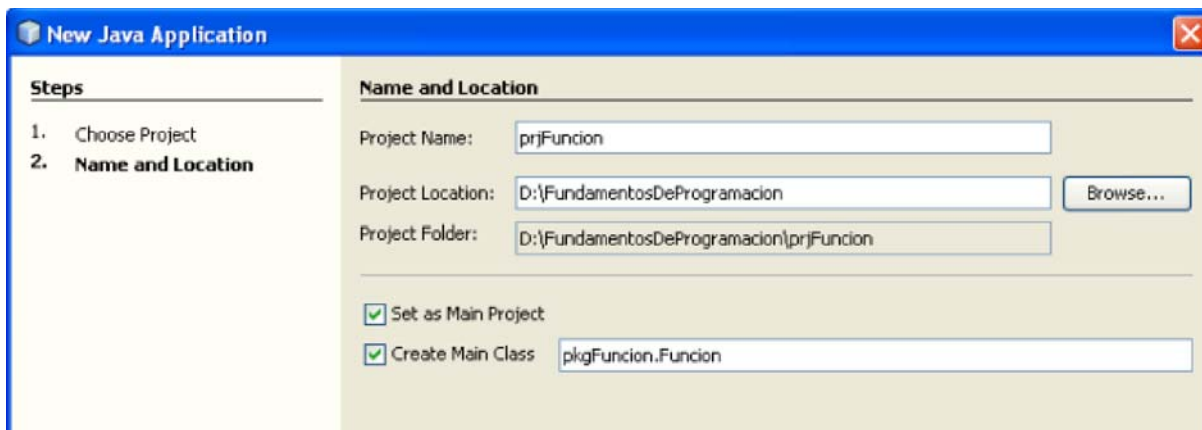 New Java Application
Steps
1. Choose Project
2. Name and Location
Name and Location
Project Name: prjFuncion
Project Location: D:\FundamentosDeProgramacion Browse...
Project Folder: D:\FundamentosDeProgramacion\prjFuncion
Set as Main Project
Create Main Class pkgFuncion.Funcion